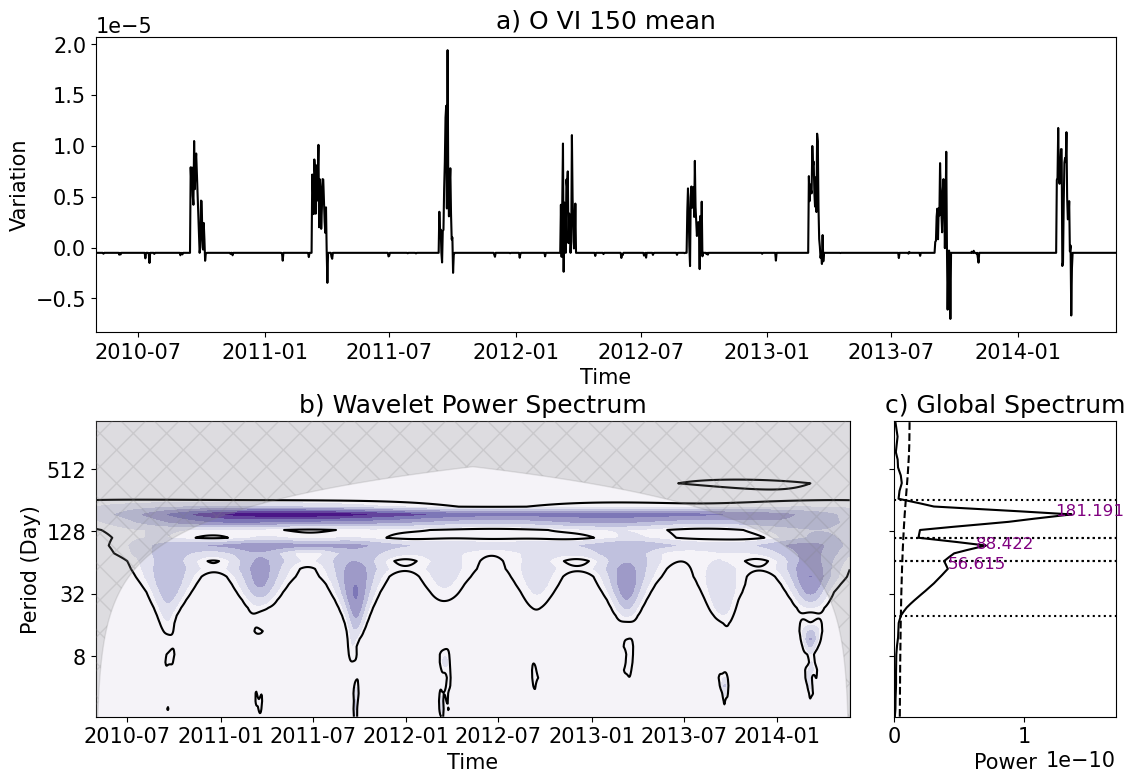 a) O VI 150 mean
1e−5
2.0
1.5
1.0
0.5
0.0
−0.5
Variation
2010-07 2011-01 2011-07 2012-01 2012-07 2013-01 2013-07 2014-01
Time
b) Wavelet Power Spectrum
512
128
32
8
Period (Day)
2010-07 2011-01 2011-07 2012-01 2012-07 2013-01 2013-07 2014-01
Time
c) Global Spectrum
181.191
88.422
56.615
0 1
Power 1e−10